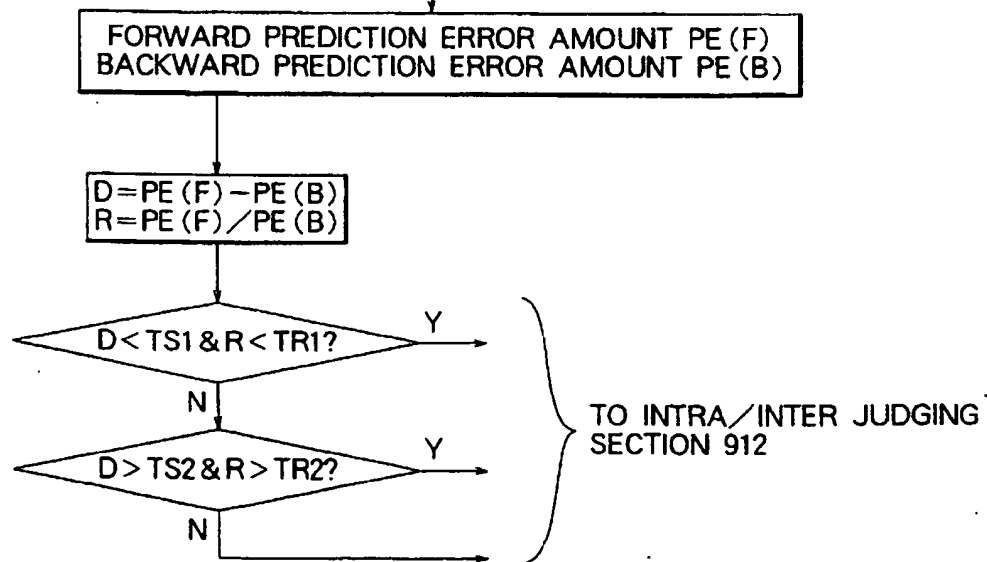 FORWARD PREDICTION ERROR AMOUNT PE(F)
BACKWARD PREDICTION ERROR AMOUNT PE(B)
D=PE(F)-PE(B)
R=PE(F)/PE(B)
D<TS1&R<TR1?
Y
N
D>TS2&R>TR2?
Y
N
TO INTRA/INTER JUDGING
SECTION 912